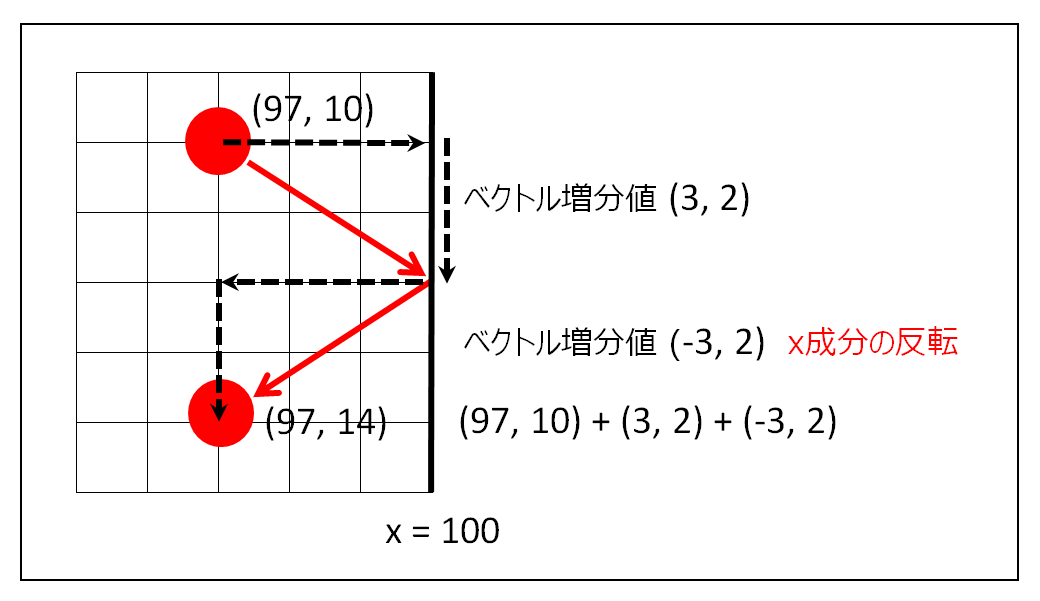 (97, 10)
ベクトル増分値 (3, 2)
ベクトル増分値 (-3, 2) x成分の反転
(97, 14)
(97, 10) + (3, 2) + (-3, 2)
x = 100